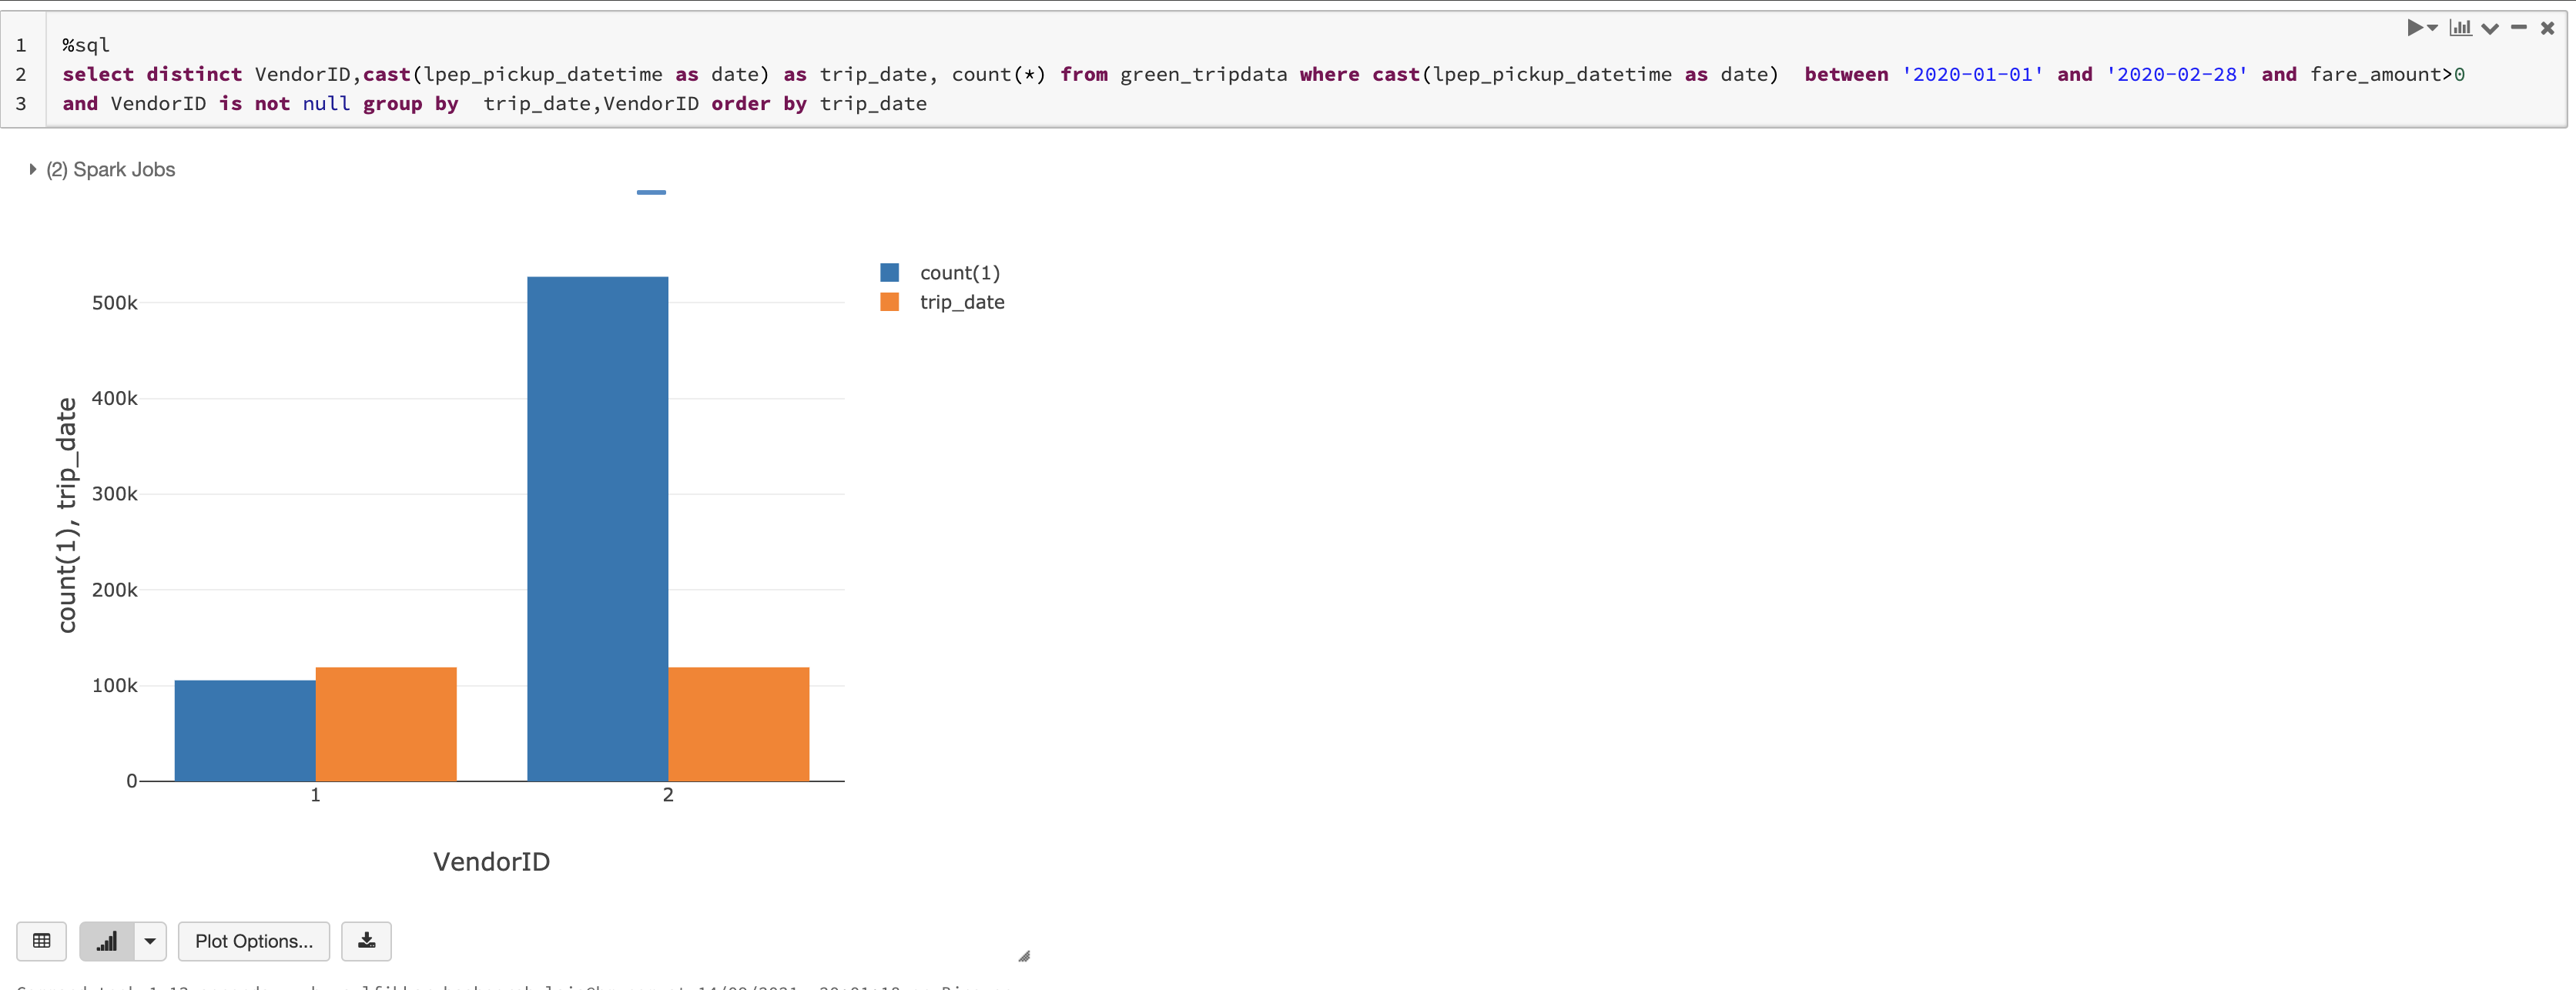 1 %sql
2 select distinct VendorID,cast(lpep_pickup_datetime as date) as trip_date, count(*) from green_tripdata where cast(lpep_pickup_datetime as date)  between '2020-01-01' and '2020-02-28' and fare_amount>0
3 and VendorID is not null group by  trip_date,VendorID order by trip_date
(2) Spark Jobs
count(1)
trip_date
500k
400k
300k
200k
100k
0
count(1), trip_date
1 2
VendorID
Plot Options...